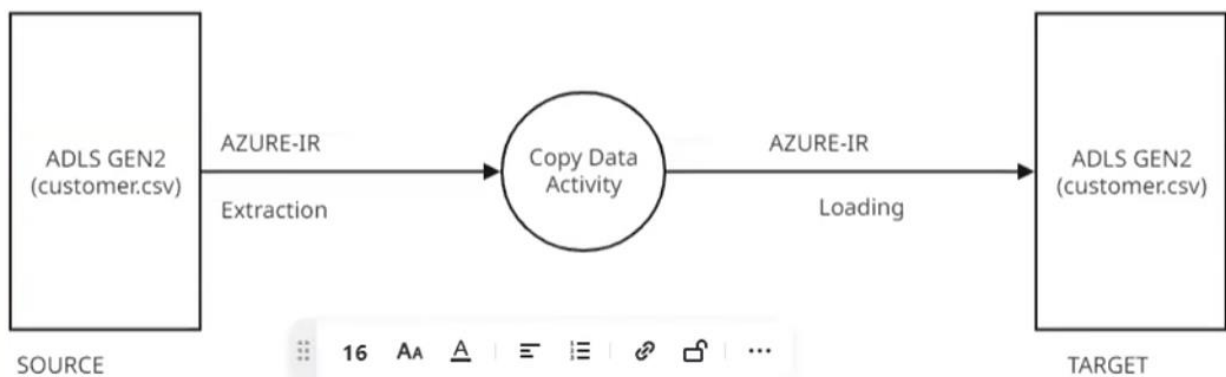 ADLS GEN2
(customer.csv)
AZURE-IR
Extraction
Copy Data
Activity
AZURE-IR
Loading
ADLS GEN2
(customer.csv)
SOURCE
16 AA A
TARGET